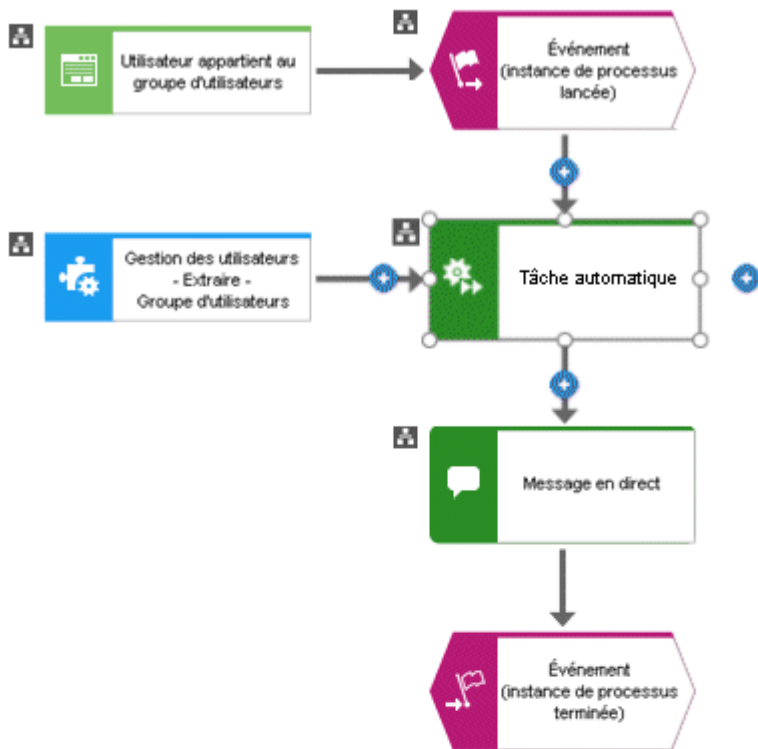 Utilisateur appartient au
groupe d'utilisateurs
Événement
(instance de processus
lancée)
Gestion des utilisateurs
- Extraire -
Groupe d'utilisateurs
Tâche automatique
Message en direct
Événement
(instance de processus
terminée)